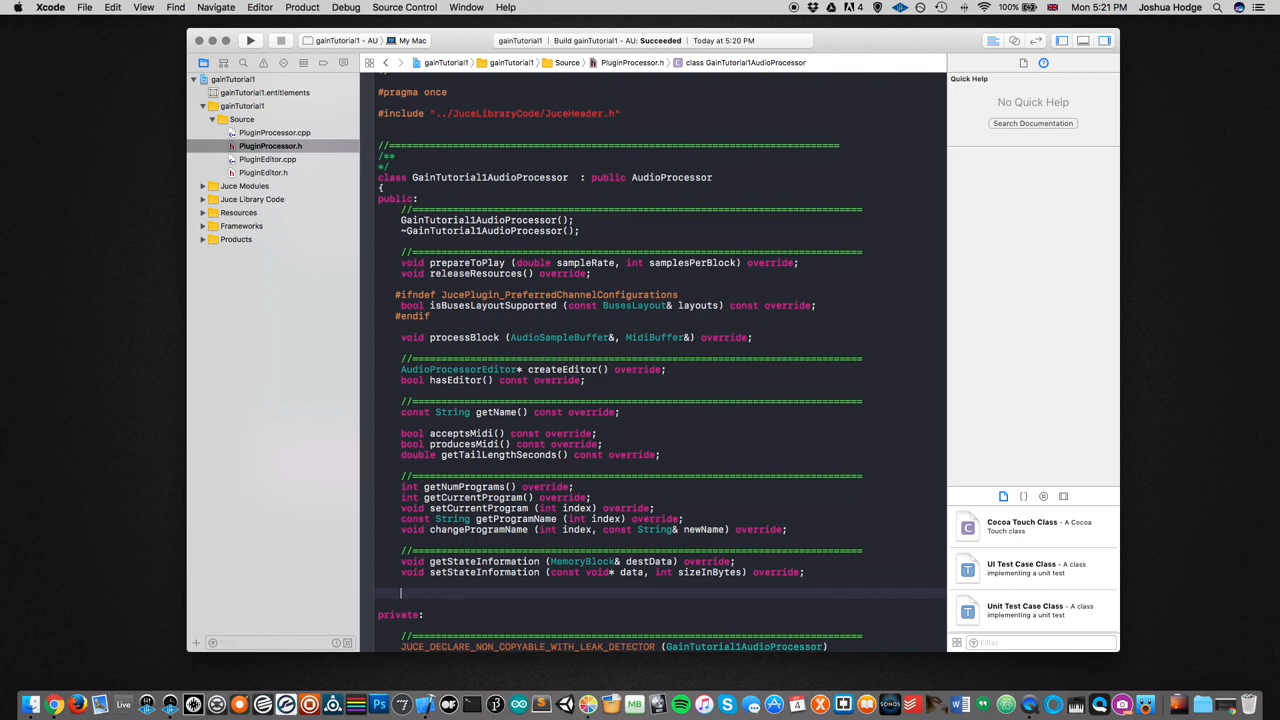 Xcode File Edit View Find Navigate Editor Product Debug Source Control Window Help
4 100% Thu 5:21 PM Joshua Hodge
gainTutorial1 - AU My Mac
gainTutorial1 Build gainTutorial1 - AU: Succeeded Today at 5:20 PM
gainTutorial1 gainTutorial1 Source PluginProcessor.h class GainTutorial1AudioProcessor
gainTutorial1
gainTutorial1.entitlements
gainTutorial1
Source
PluginProcessor.cpp
PluginProcessor.h
PluginEditor.cpp
PluginEditor.h
Juce Modules
Juce Library Code
Resources
Frameworks
Products
#pragma once
#include "../JuceLibraryCode/JuceHeader.h"
//==============================================================================
/**
*/
class GainTutorial1AudioProcessor : public AudioProcessor
{
public:
//==============================================================================
GainTutorial1AudioProcessor();
~GainTutorial1AudioProcessor();
//==============================================================================
void prepareToPlay (double sampleRate, int samplesPerBlock) override;
void releaseResources() override;
#ifndef JucePlugin_PreferredChannelConfigurations
bool isBusesLayoutSupported (const BusesLayout& layouts) const override;
#endif
void processBlock (AudioSampleBuffer&, MidiBuffer&) override;
//==============================================================================
AudioProcessorEditor* createEditor() override;
bool hasEditor() const override;
//==============================================================================
const String getName() const override;
bool acceptsMidi() const override;
bool producesMidi() const override;
double getTailLengthSeconds() const override;
//==============================================================================
int getNumPrograms() override;
int getCurrentProgram() override;
void setCurrentProgram (int index) override;
const String getProgramName (int index) override;
void changeProgramName (int index, const String& newName) override;
//==============================================================================
void getStateInformation (MemoryBlock& destData) override;
void setStateInformation (const void* data, int sizeInBytes) override;
private:
//==============================================================================
JUCE_DECLARE_NON_COPYABLE_WITH_LEAK_DETECTOR (GainTutorial1AudioProcessor)
Quick Help
No Quick Help
Search Documentation
Cocoa Touch Class - A Cocoa
Touch class
UI Test Case Class - A class
implementing a unit test
Unit Test Case Class - A class
implementing a unit test
Filter
Live
MB
SONOS